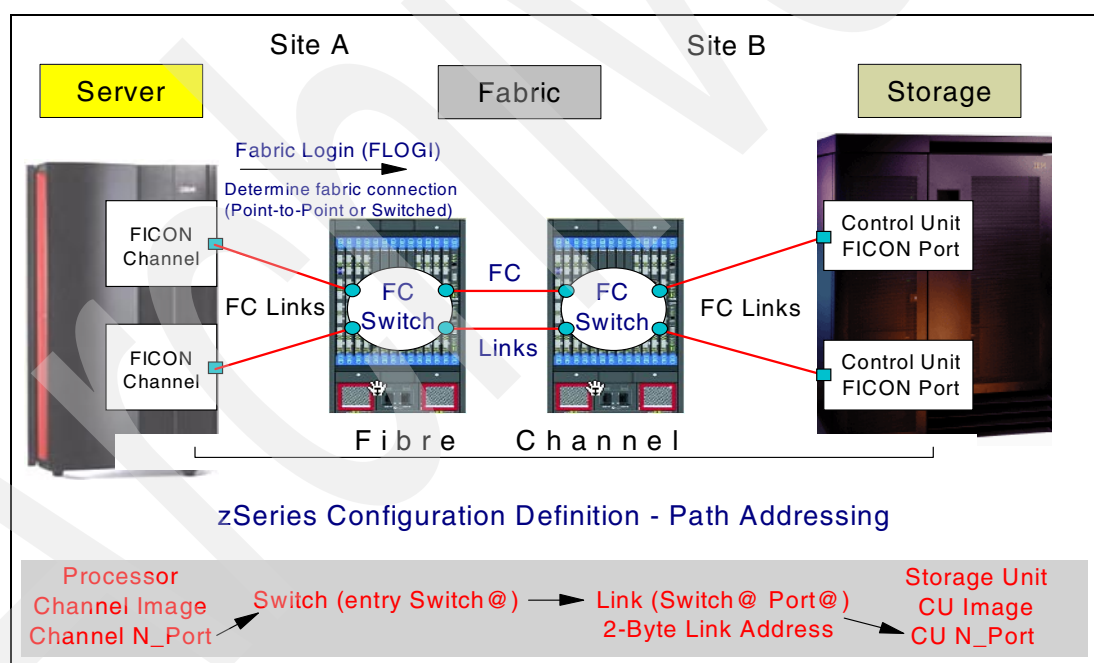 Site A
Site B
Server
Fabric
Storage
Fabric Login (FLOGI)
Determine fabric connection
(Point-to-Point or Switched)
FICON
Channel
FC Links
FICON
Channel
FC
Switch
FC
Links
FC
Switch
FC Links
Control Unit
FICON Port
Control Unit
FICON Port
Fibre Channel
zSeries Configuration Definition - Path Addressing
Processor
Channel Image
Channel N_Port
Switch (entry Switch@)
Link (Switch@ Port@)
2-Byte Link Address
Storage Unit
CU Image
CU N_Port